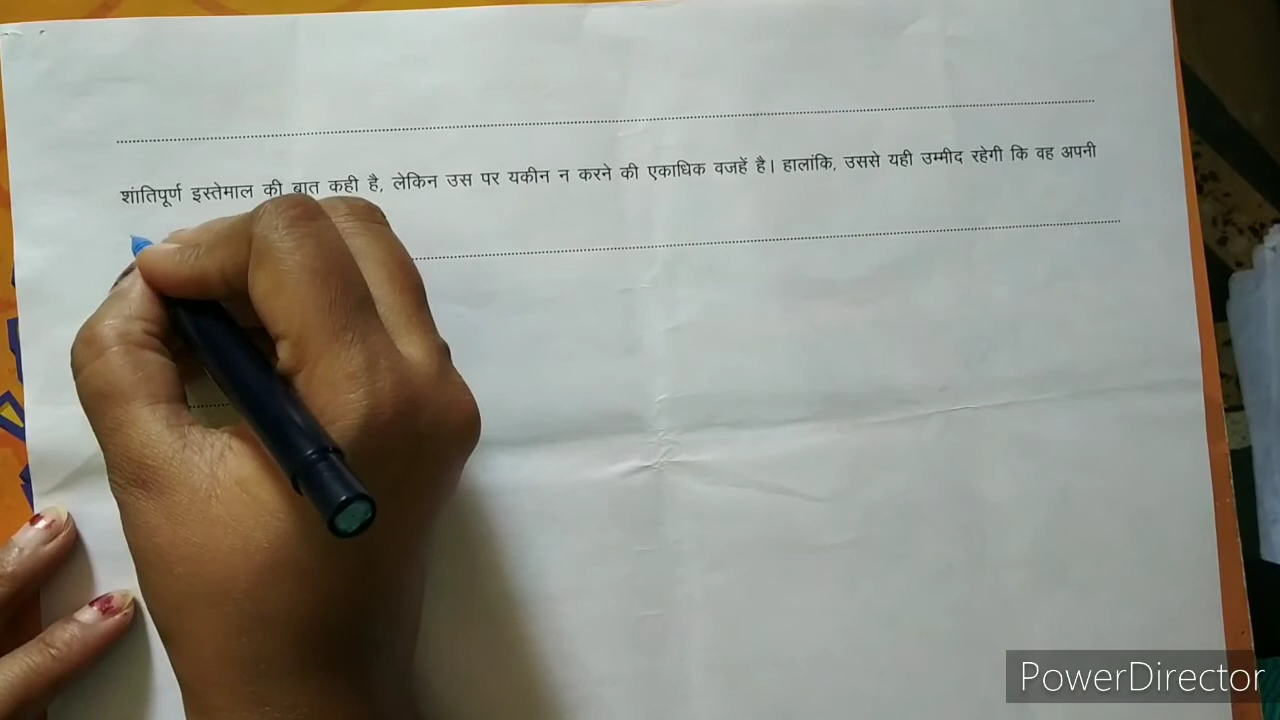 शांतिपूर्ण इस्तेमाल की बात कही है, लेकिन उस पर यकीन न करने की एकाधिक वजहें है। हालांकि, उससे यही उम्मीद रहेगी कि वह अपनी
PowerDirector